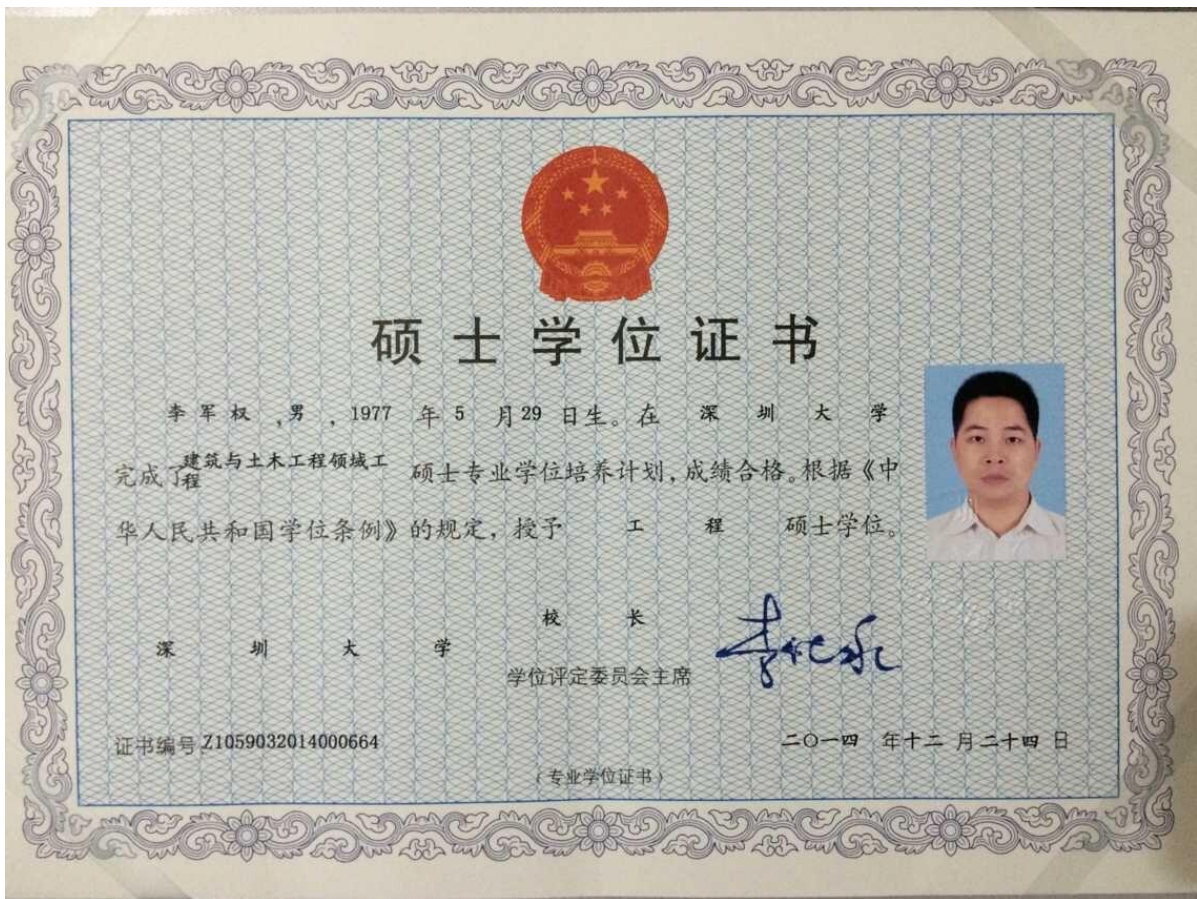 硕士学位证书
李军权,男,1977年5月29日生。在深圳大学
完成了建筑与土木工程领域工程硕士专业学位培养计划,成绩合格。根据《中
华人民共和国学位条例》的规定,授予工程硕士学位。
校长
深圳大学
学位评定委员会主席
证书编号 Z1059032014000664
二〇一四年十二月二十四日
(专业学位证书)